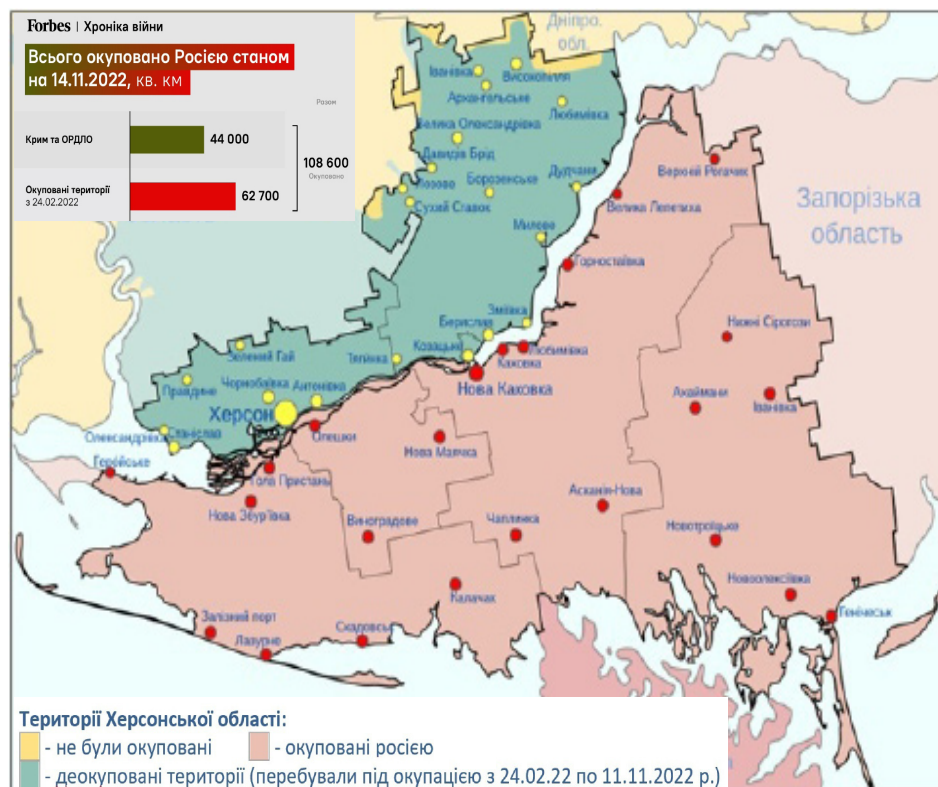 Forbes | Хроніка війни
Всього окуповано Росією станом
на 14.11.2022, кв. км
Разом
Крим та ОРДЛО
44 000
108 600
Окуповано
Окуповані території
з 24.02.2022
62 700
Дніпро.
обл.
Іванівка
Високопілля
Архангельське
Любимівка
Велика Олександрівка
Давидів Брід
Дудчани
Лозове
Борозенське
Сухий Ставок
Верхній Рогачик
Велика Лепетиха
Запорізька
область
Милове
Горностаївка
Зміївка
Берислав
Нижні Сірогози
Козацьке
Любимівка
Каховка
Зелений Гай
Тягинка
Нова Каховка
Правдине
Чорнобаївка
Антонівка
Херсон
Агаймани
Іванівка
Олександрівка
Станіслав
Олешки
Нова Маячка
Геройське
Гола Пристань
Нова Збур'ївка
Асканія-Нова
Виноградове
Чаплинка
Новотроїцьке
Каланчак
Новоолексіївка
Генічеськ
Залізний порт
Лазурне
Скадовськ
Території Херсонської області:
- не були окуповані
- окуповані росією
- деокуповані території (перебували під окупацією з 24.02.22 по 11.11.2022 р.)